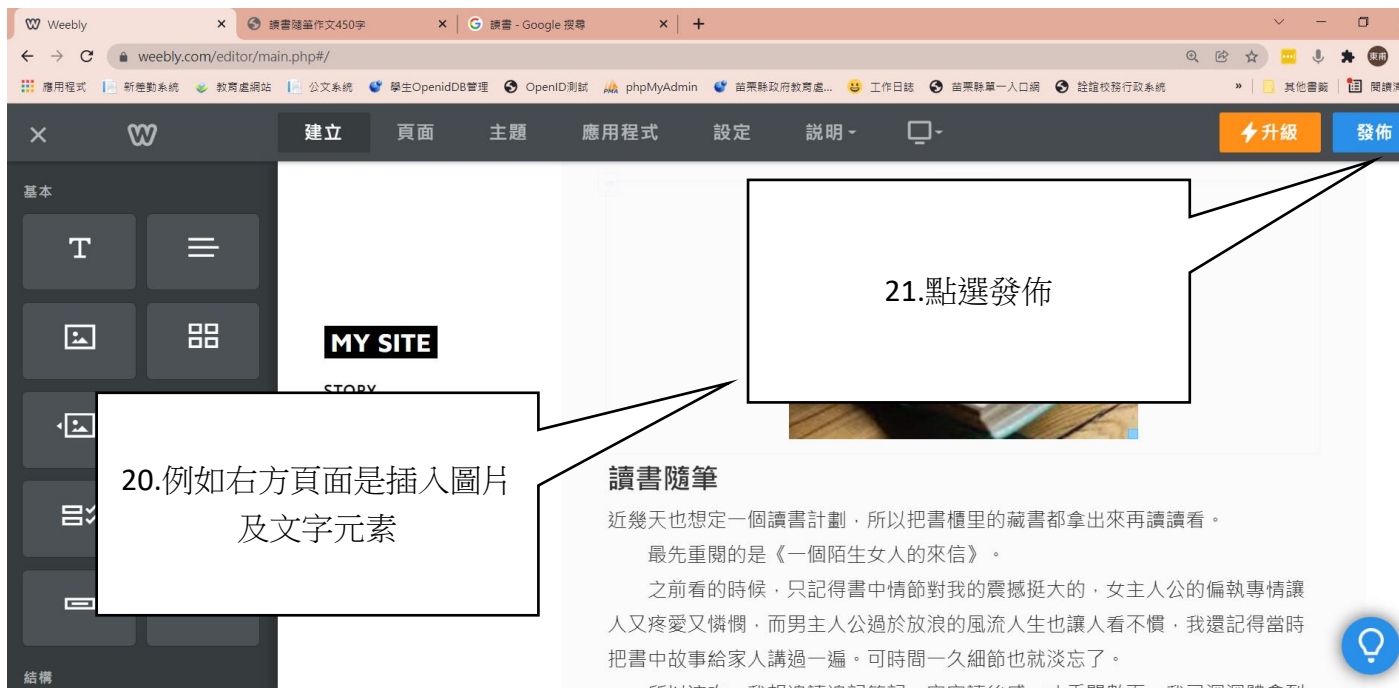 Weebly
讀書隨筆作文450字
讀書 - Google 搜尋
weebly.com/editor/main.php#/
東甫
應用程式
新差勤系統
教育處網站
公文系統
學生OpenidDB管理
OpenID測試
phpMyAdmin
苗栗縣政府教育處...
工作日誌
苗栗縣單一入口網
詮誼校務行政系統
»
其他書籤
建立
頁面
主題
應用程式
設定
說明
升級
發佈
基本
MY SITE
STORY
21.點選發佈
20.例如右方頁面是插入圖片
及文字元素
讀書隨筆
近幾天也想定一個讀書計劃，所以把書櫃里的藏書都拿出來再讀讀看。
最先重閱的是《一個陌生女人的來信》。
之前看的時候，只記得書中情節對我的震撼挺大的，女主人公的偏執專情讓
人又疼愛又憐憫，而男主人公過於放浪的風流人生也讓人看不慣，我還記得當時
把書中故事給家人講過一遍。可時間一久細節也就淡忘了。
結構